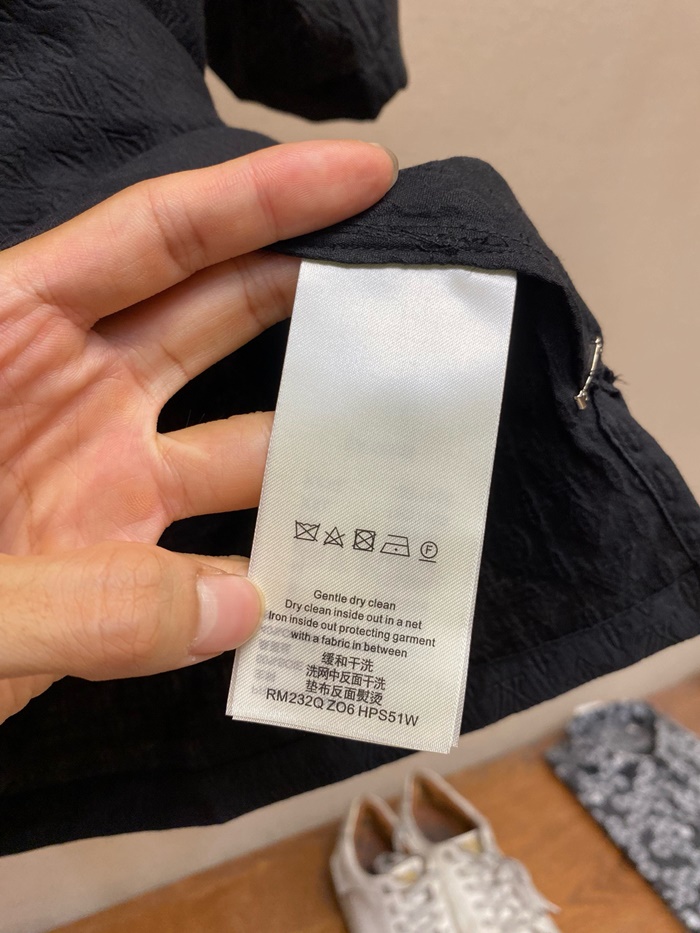 F
Gentle dry clean
Dry clean inside out in a net
Iron inside out protecting garment
with a fabric in between
缓和干洗
洗网中反面干洗
垫布反面熨烫
RM232Q ZO6 HPS51W